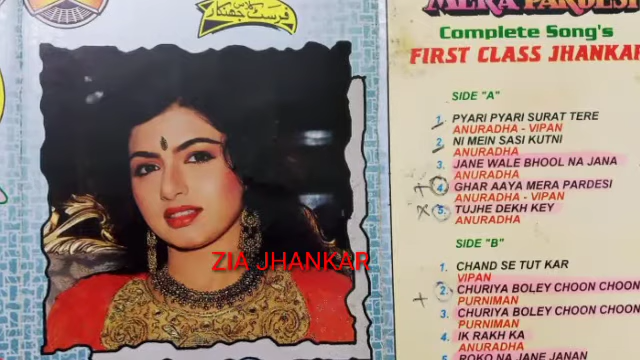 فرسٹ کلاس جھنکار
ZIA JHANKAR
MERA PARDESI
Complete Song's
FIRST CLASS JHANKAR
SIDE "A"
1. PYARI PYARI SURAT TERE
ANURADHA - VIPAN
2. NI MEIN SASI KUTNI
ANURADHA
3. JANE WALE BHOOL NA JANA
ANURADHA
4. GHAR AAYA MERA PARDESI
ANURADHA - VIPAN
5. TUJHE DEKH KEY
ANURADHA
SIDE "B"
1. CHAND SE TUT KAR
VIPAN
2. CHURIYA BOLEY CHOON CHOON
PURNIMAN
3. CHURIYA BOLEY CHOON CHOON
PURNIMAN
4. IK RAKH KA
ANURADHA
5. ROKO NA JANE JANAN